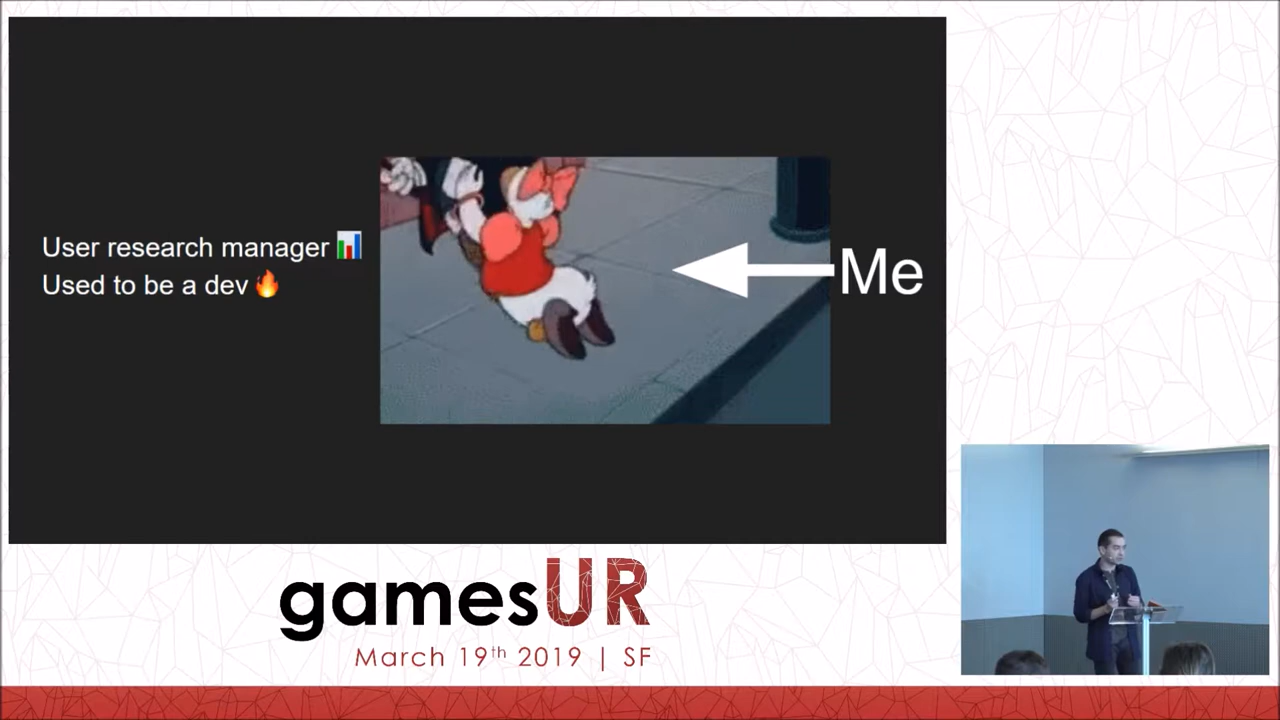 User research manager 📊
Used to be a dev 🔥
Me
gamesUR
March 19th 2019 | SF